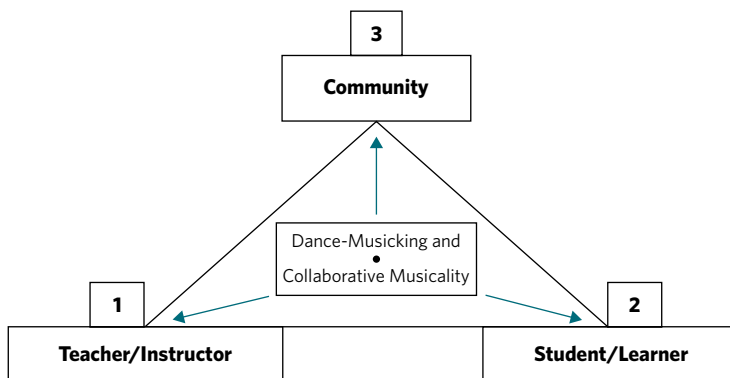 3
Community
Dance-Musicking and
•
Collaborative Musicality
1
2
Teacher/Instructor
Student/Learner